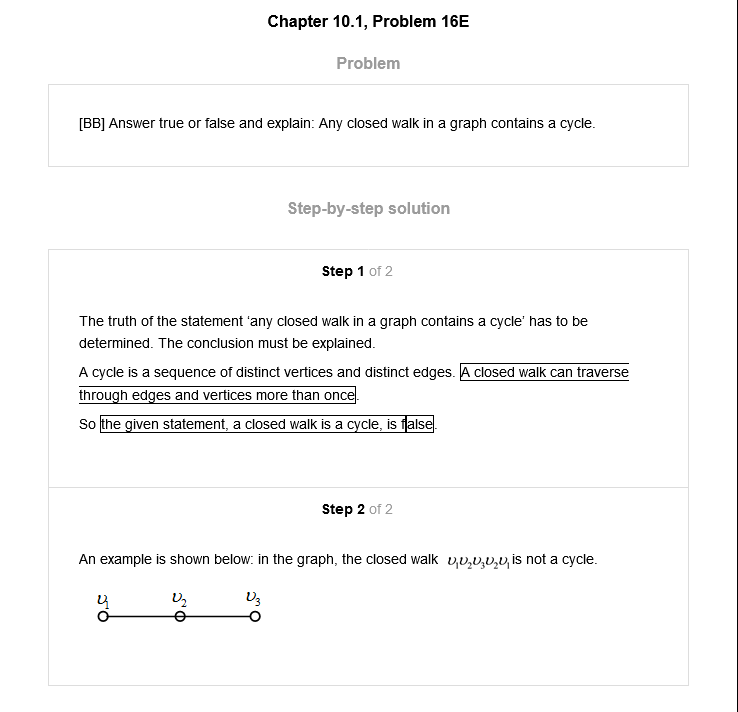 Chapter 10.1, Problem 16E
Problem
[BB] Answer true or false and explain: Any closed walk in a graph contains a cycle.
Step-by-step solution
Step 1 of 2
The truth of the statement ‘any closed walk in a graph contains a cycle’ has to be
determined. The conclusion must be explained.
A cycle is a sequence of distinct vertices and distinct edges. A closed walk can traverse
through edges and vertices more than once.
So the given statement, a closed walk is a cycle, is false.
Step 2 of 2
An example is shown below: in the graph, the closed walk υ₁υ₂υ₃υ₂υ₁ is not a cycle.
υ₁ υ₂ υ₃